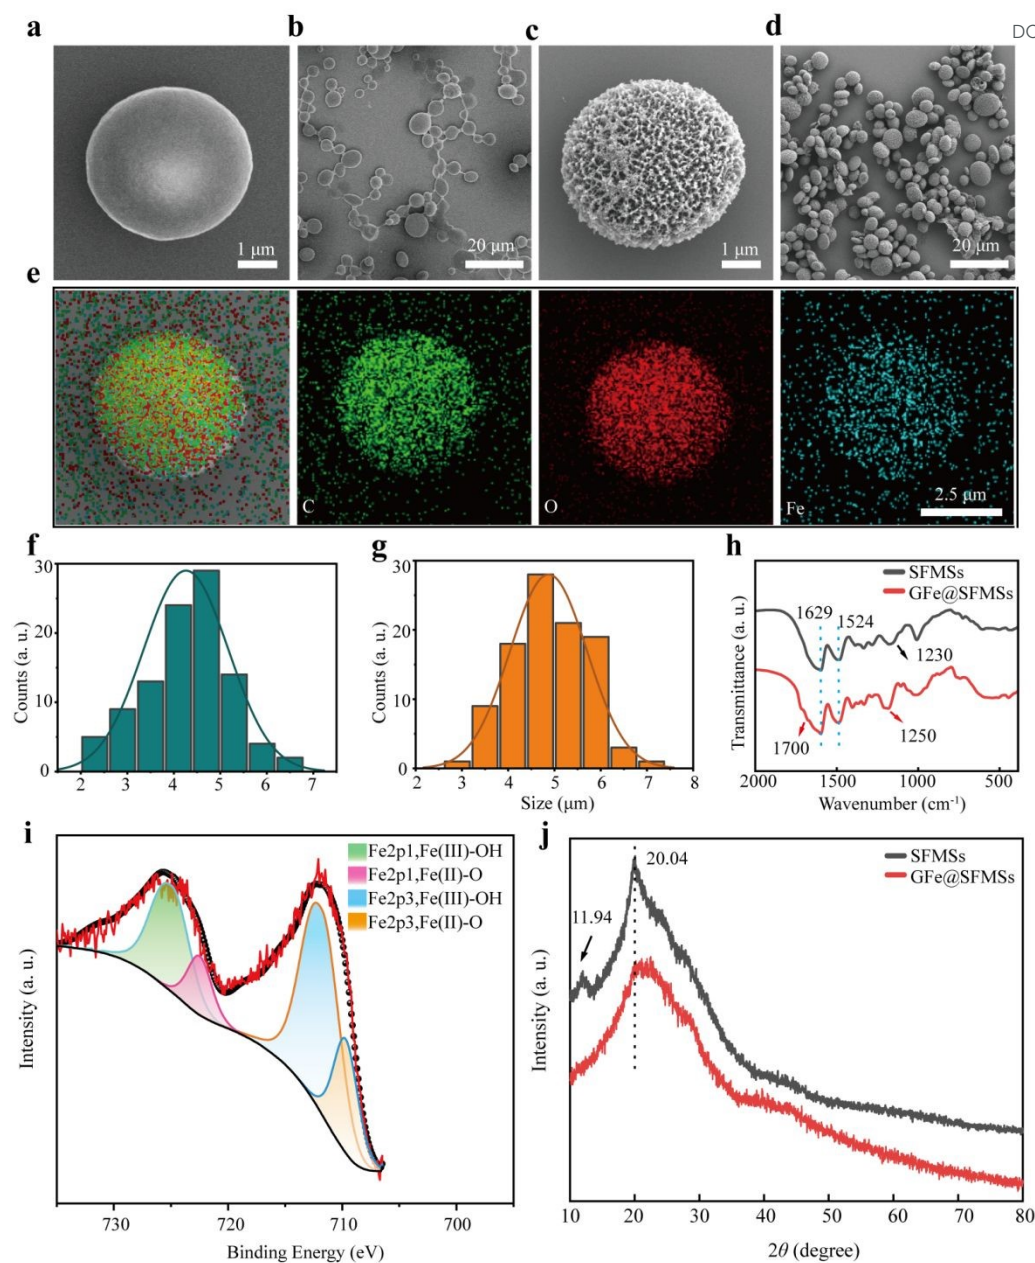 a
b
c
d
DC
1 μm
20 μm
1 μm
20 μm
e
C
O
Fe
2.5 μm
f
g
h
30
20
10
0
Counts (a. u.)
2 3 4 5 6 7
30
20
10
0
Counts (a. u.)
2 3 4 5 6 7 8
Size (μm)
SFMSs
GFe@SFMSs
1629
1524
1230
1700
1250
Transmittance (a. u.)
2000 1500 1000 500
Wavenumber (cm⁻¹)
i
Fe2p1,Fe(III)-OH
Fe2p1,Fe(II)-O
Fe2p3,Fe(III)-OH
Fe2p3,Fe(II)-O
Intensity (a. u.)
730 720 710 700
Binding Energy (eV)
j
SFMSs
GFe@SFMSs
20.04
11.94
Intensity (a. u.)
10 20 30 40 50 60 70 80
2θ (degree)